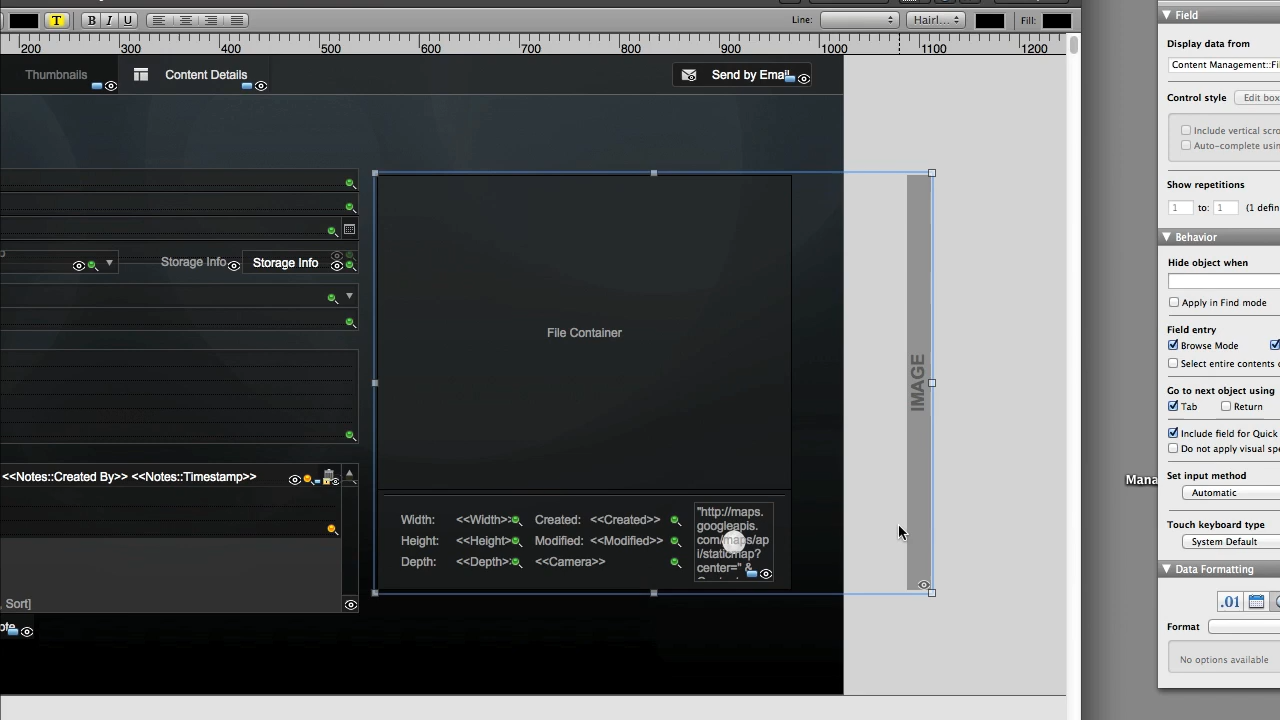 T B I U Line: Hairl... Fill:
200 300 400 500 600 700 800 900 1000 1100 1200
Thumbnails Content Details Send by Email
Storage Info Storage Info
File Container
IMAGE
<<Notes::Created By>> <<Notes::Timestamp>>
Width: <<Width>> Created: <<Created>>
Height: <<Height> Modified: <<Modified>>
Depth: <<Depth> <<Camera>>
"http://maps.
googleapis.
com/maps/ap
i/staticmap?
center=" &
, Sort]
Field
Display data from
Content Management::Fi
Control style Edit box
Include vertical scro
Auto-complete usin
Show repetitions
1 to: 1 (1 defin
Behavior
Hide object when
Apply in Find mode
Field entry
Browse Mode
Select entire contents
Go to next object using
Tab Return
Include field for Quick
Do not apply visual spe
Mana
Set input method
Automatic
Touch keyboard type
System Default
Data Formatting
.01
Format
No options available